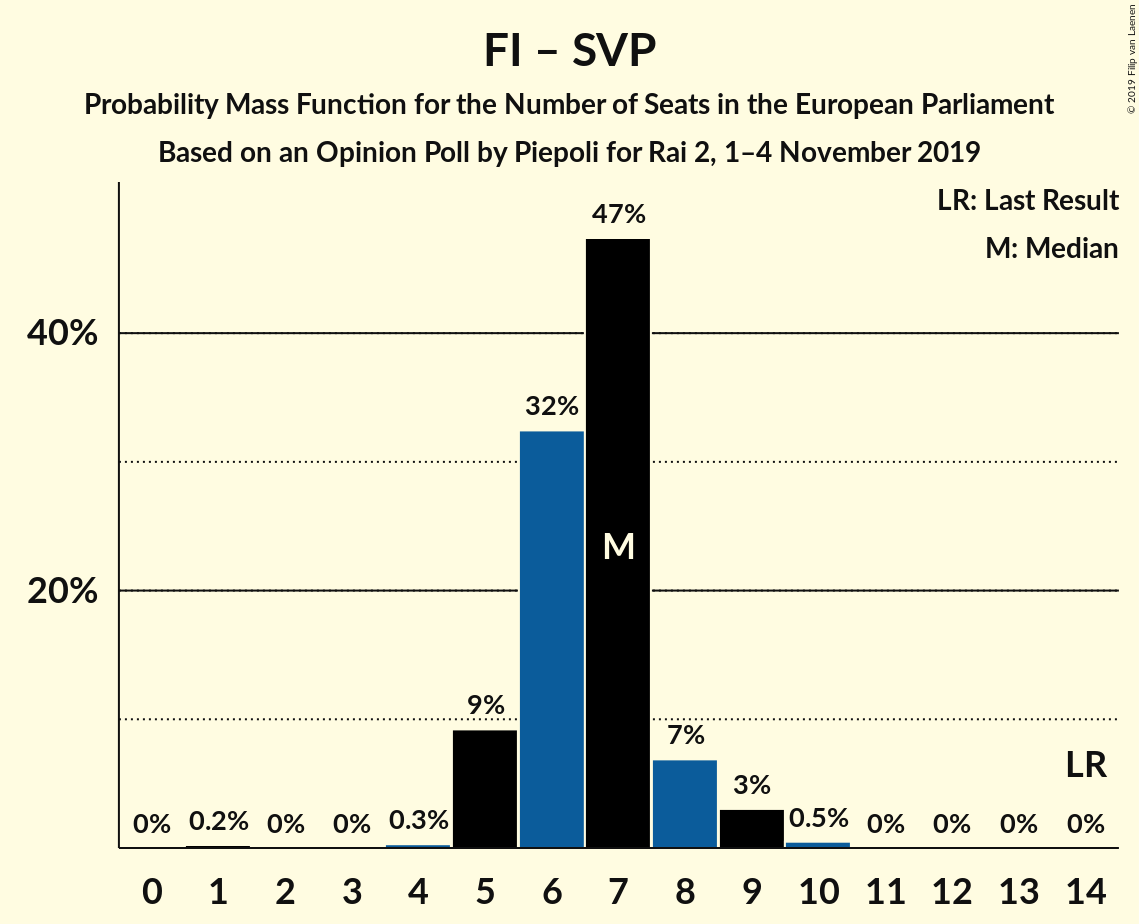 FI – SVP
Probability Mass Function for the Number of Seats in the European Parliament
Based on an Opinion Poll by Piepoli for Rai 2, 1–4 November 2019
© 2019 Filip van Laenen
LR: Last Result
M: Median
47%
40%
32%
M
20%
9%
7%
LR
3%
0% 0.2% 0% 0% 0.3% 0.5% 0% 0% 0% 0%
0 1 2 3 4 5 6 7 8 9 10 11 12 13 14